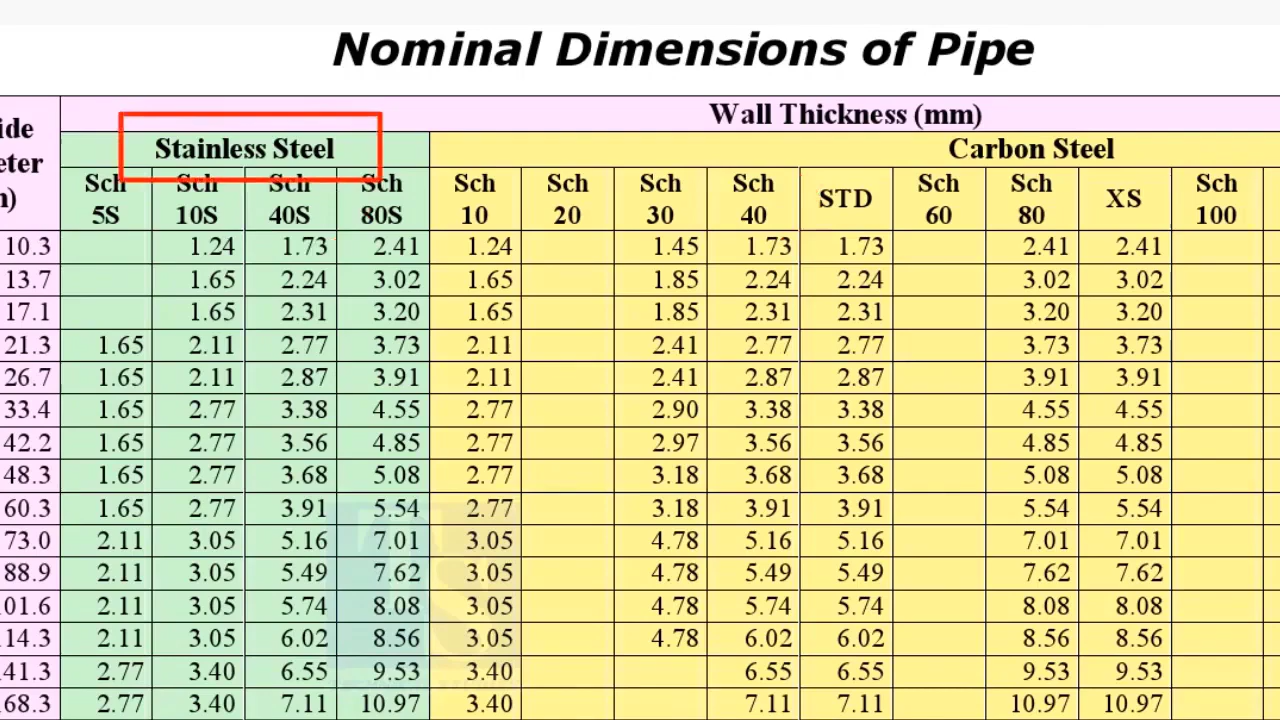 Nominal Dimensions of Pipe
Wall Thickness (mm)
Stainless Steel Carbon Steel
Sch 5S Sch 10S Sch 40S Sch 80S Sch 10 Sch 20 Sch 30 Sch 40 STD Sch 60 Sch 80 XS Sch 100
10.3 1.24 1.73 2.41 1.24 1.45 1.73 1.73 2.41 2.41
13.7 1.65 2.24 3.02 1.65 1.85 2.24 2.24 3.02 3.02
17.1 1.65 2.31 3.20 1.65 1.85 2.31 2.31 3.20 3.20
21.3 1.65 2.11 2.77 3.73 2.11 2.41 2.77 2.77 3.73 3.73
26.7 1.65 2.11 2.87 3.91 2.11 2.41 2.87 2.87 3.91 3.91
33.4 1.65 2.77 3.38 4.55 2.77 2.90 3.38 3.38 4.55 4.55
42.2 1.65 2.77 3.56 4.85 2.77 2.97 3.56 3.56 4.85 4.85
48.3 1.65 2.77 3.68 5.08 2.77 3.18 3.68 3.68 5.08 5.08
60.3 1.65 2.77 3.91 5.54 2.77 3.18 3.91 3.91 5.54 5.54
73.0 2.11 3.05 5.16 7.01 3.05 4.78 5.16 5.16 7.01 7.01
88.9 2.11 3.05 5.49 7.62 3.05 4.78 5.49 5.49 7.62 7.62
01.6 2.11 3.05 5.74 8.08 3.05 4.78 5.74 5.74 8.08 8.08
14.3 2.11 3.05 6.02 8.56 3.05 4.78 6.02 6.02 8.56 8.56
41.3 2.77 3.40 6.55 9.53 3.40 6.55 6.55 9.53 9.53
68.3 2.77 3.40 7.11 10.97 3.40 7.11 7.11 10.97 10.97